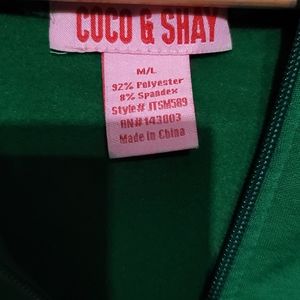 COCO & SHAY
M/L
92% Polyester
8% Spandex
Style# JTSM589
RN# 143003
Made in China